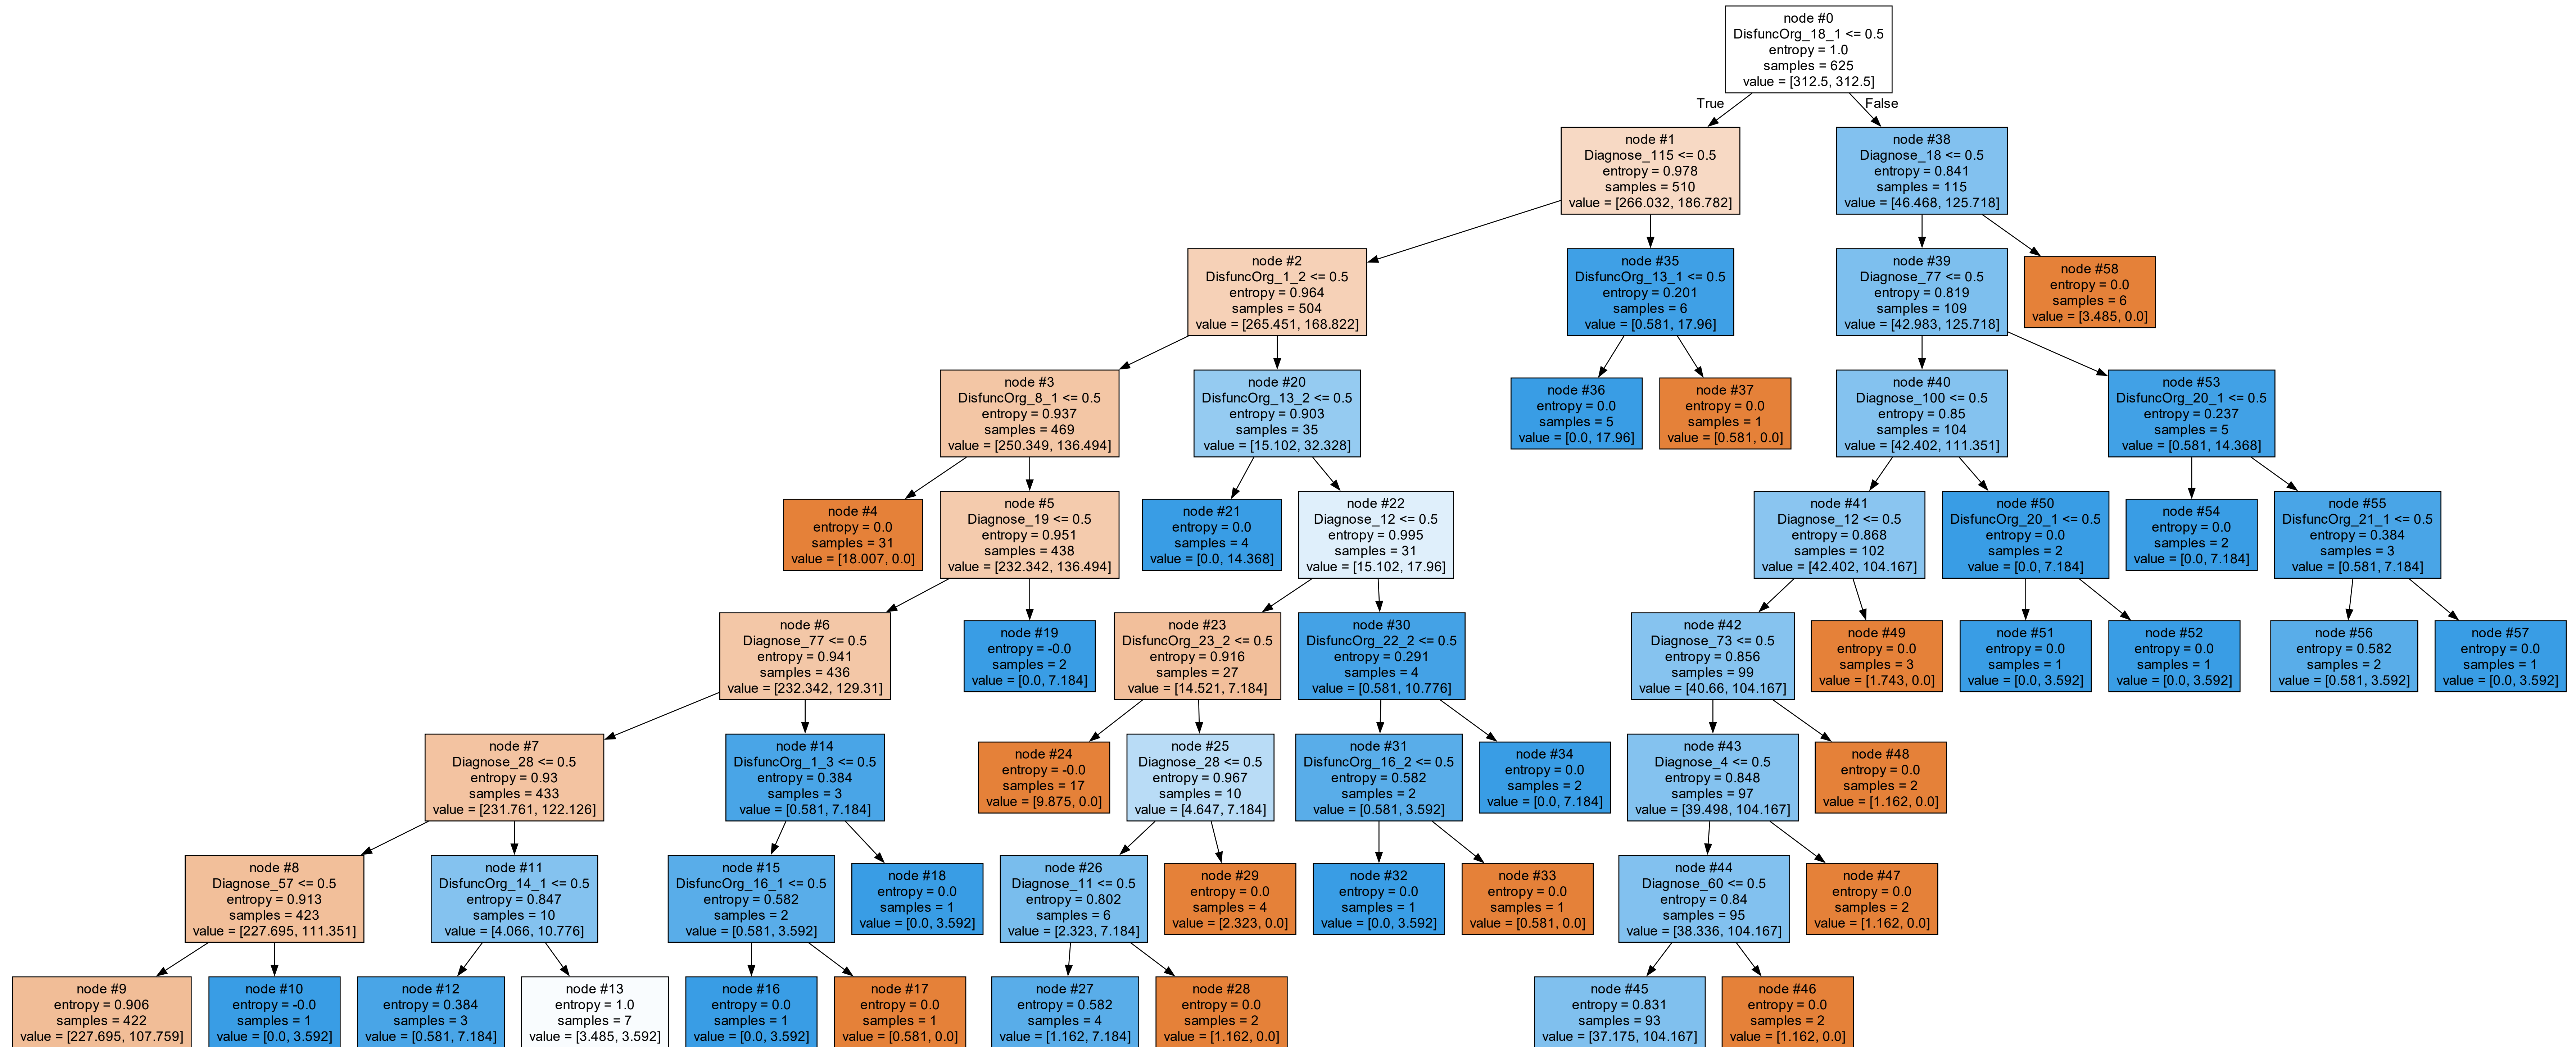 node #0
DisfuncOrg_18_1 <= 0.5
entropy = 1.0
samples = 625
value = [312.5, 312.5]
True
False
node #1
Diagnose_115 <= 0.5
entropy = 0.978
samples = 510
value = [266.032, 186.782]
node #38
Diagnose_18 <= 0.5
entropy = 0.841
samples = 115
value = [46.468, 125.718]
node #2
DisfuncOrg_1_2 <= 0.5
entropy = 0.964
samples = 504
value = [265.451, 168.822]
node #35
DisfuncOrg_13_1 <= 0.5
entropy = 0.201
samples = 6
value = [0.581, 17.96]
node #39
Diagnose_77 <= 0.5
entropy = 0.819
samples = 109
value = [42.983, 125.718]
node #58
entropy = 0.0
samples = 6
value = [3.485, 0.0]
node #3
DisfuncOrg_8_1 <= 0.5
entropy = 0.937
samples = 469
value = [250.349, 136.494]
node #20
DisfuncOrg_13_2 <= 0.5
entropy = 0.903
samples = 35
value = [15.102, 32.328]
node #36
entropy = 0.0
samples = 5
value = [0.0, 17.96]
node #37
entropy = 0.0
samples = 1
value = [0.581, 0.0]
node #40
Diagnose_100 <= 0.5
entropy = 0.85
samples = 104
value = [42.402, 111.351]
node #53
DisfuncOrg_20_1 <= 0.5
entropy = 0.237
samples = 5
value = [0.581, 14.368]
node #4
entropy = 0.0
samples = 31
value = [18.007, 0.0]
node #5
Diagnose_19 <= 0.5
entropy = 0.951
samples = 438
value = [232.342, 136.494]
node #21
entropy = 0.0
samples = 4
value = [0.0, 14.368]
node #22
Diagnose_12 <= 0.5
entropy = 0.995
samples = 31
value = [15.102, 17.96]
node #41
Diagnose_12 <= 0.5
entropy = 0.868
samples = 102
value = [42.402, 104.167]
node #50
DisfuncOrg_20_1 <= 0.5
entropy = 0.0
samples = 2
value = [0.0, 7.184]
node #54
entropy = 0.0
samples = 2
value = [0.0, 7.184]
node #55
DisfuncOrg_21_1 <= 0.5
entropy = 0.384
samples = 3
value = [0.581, 7.184]
node #6
Diagnose_77 <= 0.5
entropy = 0.941
samples = 436
value = [232.342, 129.31]
node #19
entropy = -0.0
samples = 2
value = [0.0, 7.184]
node #23
DisfuncOrg_23_2 <= 0.5
entropy = 0.916
samples = 27
value = [14.521, 7.184]
node #30
DisfuncOrg_22_2 <= 0.5
entropy = 0.291
samples = 4
value = [0.581, 10.776]
node #42
Diagnose_73 <= 0.5
entropy = 0.856
samples = 99
value = [40.66, 104.167]
node #49
entropy = 0.0
samples = 3
value = [1.743, 0.0]
node #51
entropy = 0.0
samples = 1
value = [0.0, 3.592]
node #52
entropy = 0.0
samples = 1
value = [0.0, 3.592]
node #56
entropy = 0.582
samples = 2
value = [0.581, 3.592]
node #57
entropy = 0.0
samples = 1
value = [0.0, 3.592]
node #7
Diagnose_28 <= 0.5
entropy = 0.93
samples = 433
value = [231.761, 122.126]
node #14
DisfuncOrg_1_3 <= 0.5
entropy = 0.384
samples = 3
value = [0.581, 7.184]
node #24
entropy = -0.0
samples = 17
value = [9.875, 0.0]
node #25
Diagnose_28 <= 0.5
entropy = 0.967
samples = 10
value = [4.647, 7.184]
node #31
DisfuncOrg_16_2 <= 0.5
entropy = 0.582
samples = 2
value = [0.581, 3.592]
node #34
entropy = 0.0
samples = 2
value = [0.0, 7.184]
node #43
Diagnose_4 <= 0.5
entropy = 0.848
samples = 97
value = [39.498, 104.167]
node #48
entropy = 0.0
samples = 2
value = [1.162, 0.0]
node #8
Diagnose_57 <= 0.5
entropy = 0.913
samples = 423
value = [227.695, 111.351]
node #11
DisfuncOrg_14_1 <= 0.5
entropy = 0.847
samples = 10
value = [4.066, 10.776]
node #15
DisfuncOrg_16_1 <= 0.5
entropy = 0.582
samples = 2
value = [0.581, 3.592]
node #18
entropy = 0.0
samples = 1
value = [0.0, 3.592]
node #26
Diagnose_11 <= 0.5
entropy = 0.802
samples = 6
value = [2.323, 7.184]
node #29
entropy = 0.0
samples = 4
value = [2.323, 0.0]
node #32
entropy = 0.0
samples = 1
value = [0.0, 3.592]
node #33
entropy = 0.0
samples = 1
value = [0.581, 0.0]
node #44
Diagnose_60 <= 0.5
entropy = 0.84
samples = 95
value = [38.336, 104.167]
node #47
entropy = 0.0
samples = 2
value = [1.162, 0.0]
node #9
entropy = 0.906
samples = 422
value = [227.695, 107.759]
node #10
entropy = -0.0
samples = 1
value = [0.0, 3.592]
node #12
entropy = 0.384
samples = 3
value = [0.581, 7.184]
node #13
entropy = 1.0
samples = 7
value = [3.485, 3.592]
node #16
entropy = 0.0
samples = 1
value = [0.0, 3.592]
node #17
entropy = 0.0
samples = 1
value = [0.581, 0.0]
node #27
entropy = 0.582
samples = 4
value = [1.162, 7.184]
node #28
entropy = 0.0
samples = 2
value = [1.162, 0.0]
node #45
entropy = 0.831
samples = 93
value = [37.175, 104.167]
node #46
entropy = 0.0
samples = 2
value = [1.162, 0.0]